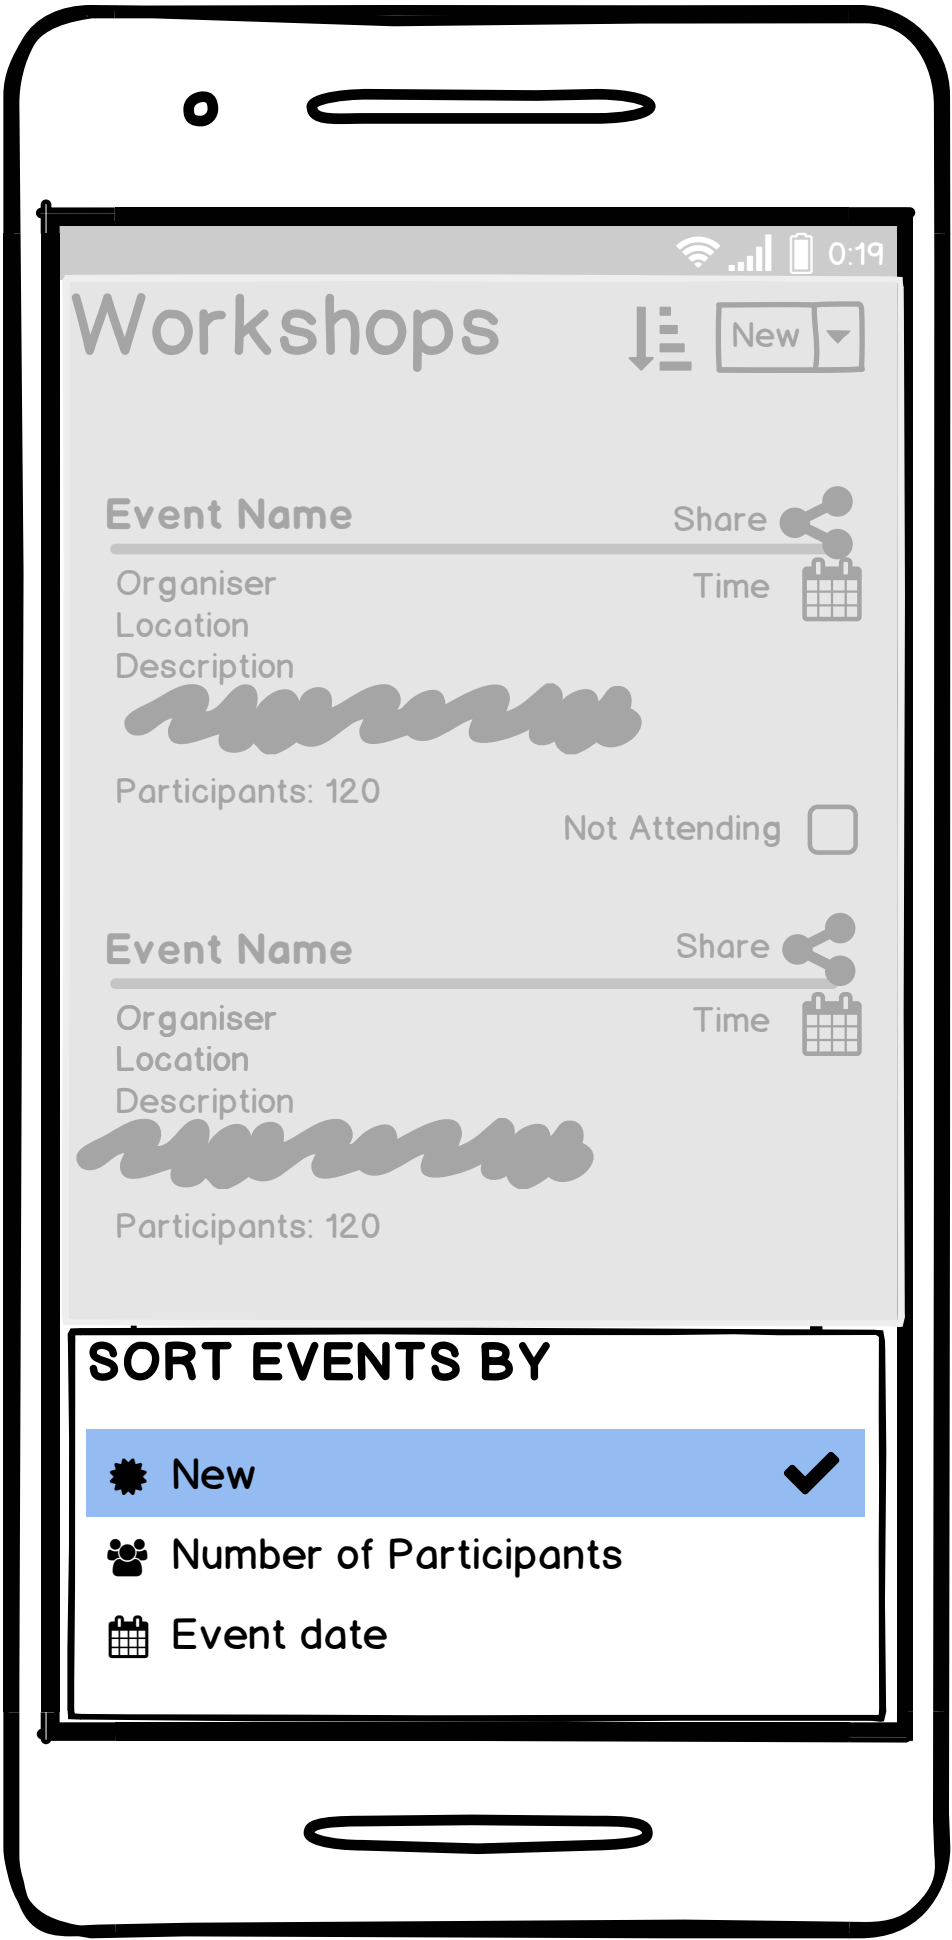 0:19
Workshops
New
Event Name
Share
Organiser
Time
Location
Description
Participants: 120
Not Attending
Event Name
Share
Organiser
Time
Location
Description
Participants: 120
SORT EVENTS BY
New
Number of Participants
Event date